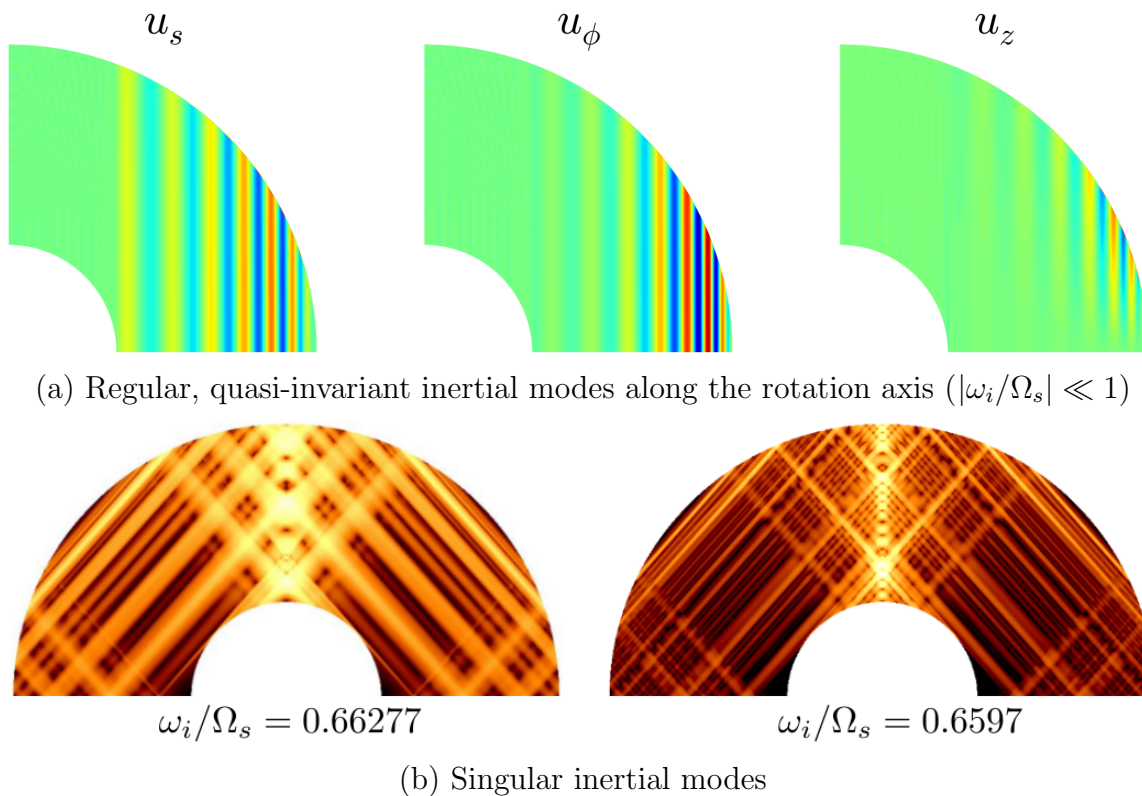 u_s u_ϕ u_z
(a) Regular, quasi-invariant inertial modes along the rotation axis (|ω_i/Ω_s| ≪ 1)
ω_i/Ω_s = 0.66277 ω_i/Ω_s = 0.6597
(b) Singular inertial modes